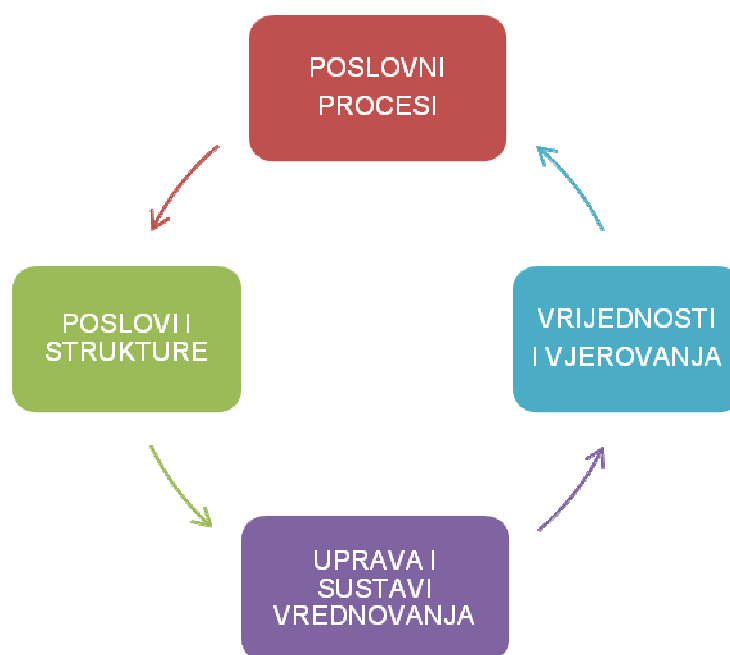 POSLOVNI
PROCESI
POSLOVI I
STRUKTURE
VRIJEDNOSTI
I VJEROVANJA
UPRAVA I
SUSTAVI
VREDNOVANJA